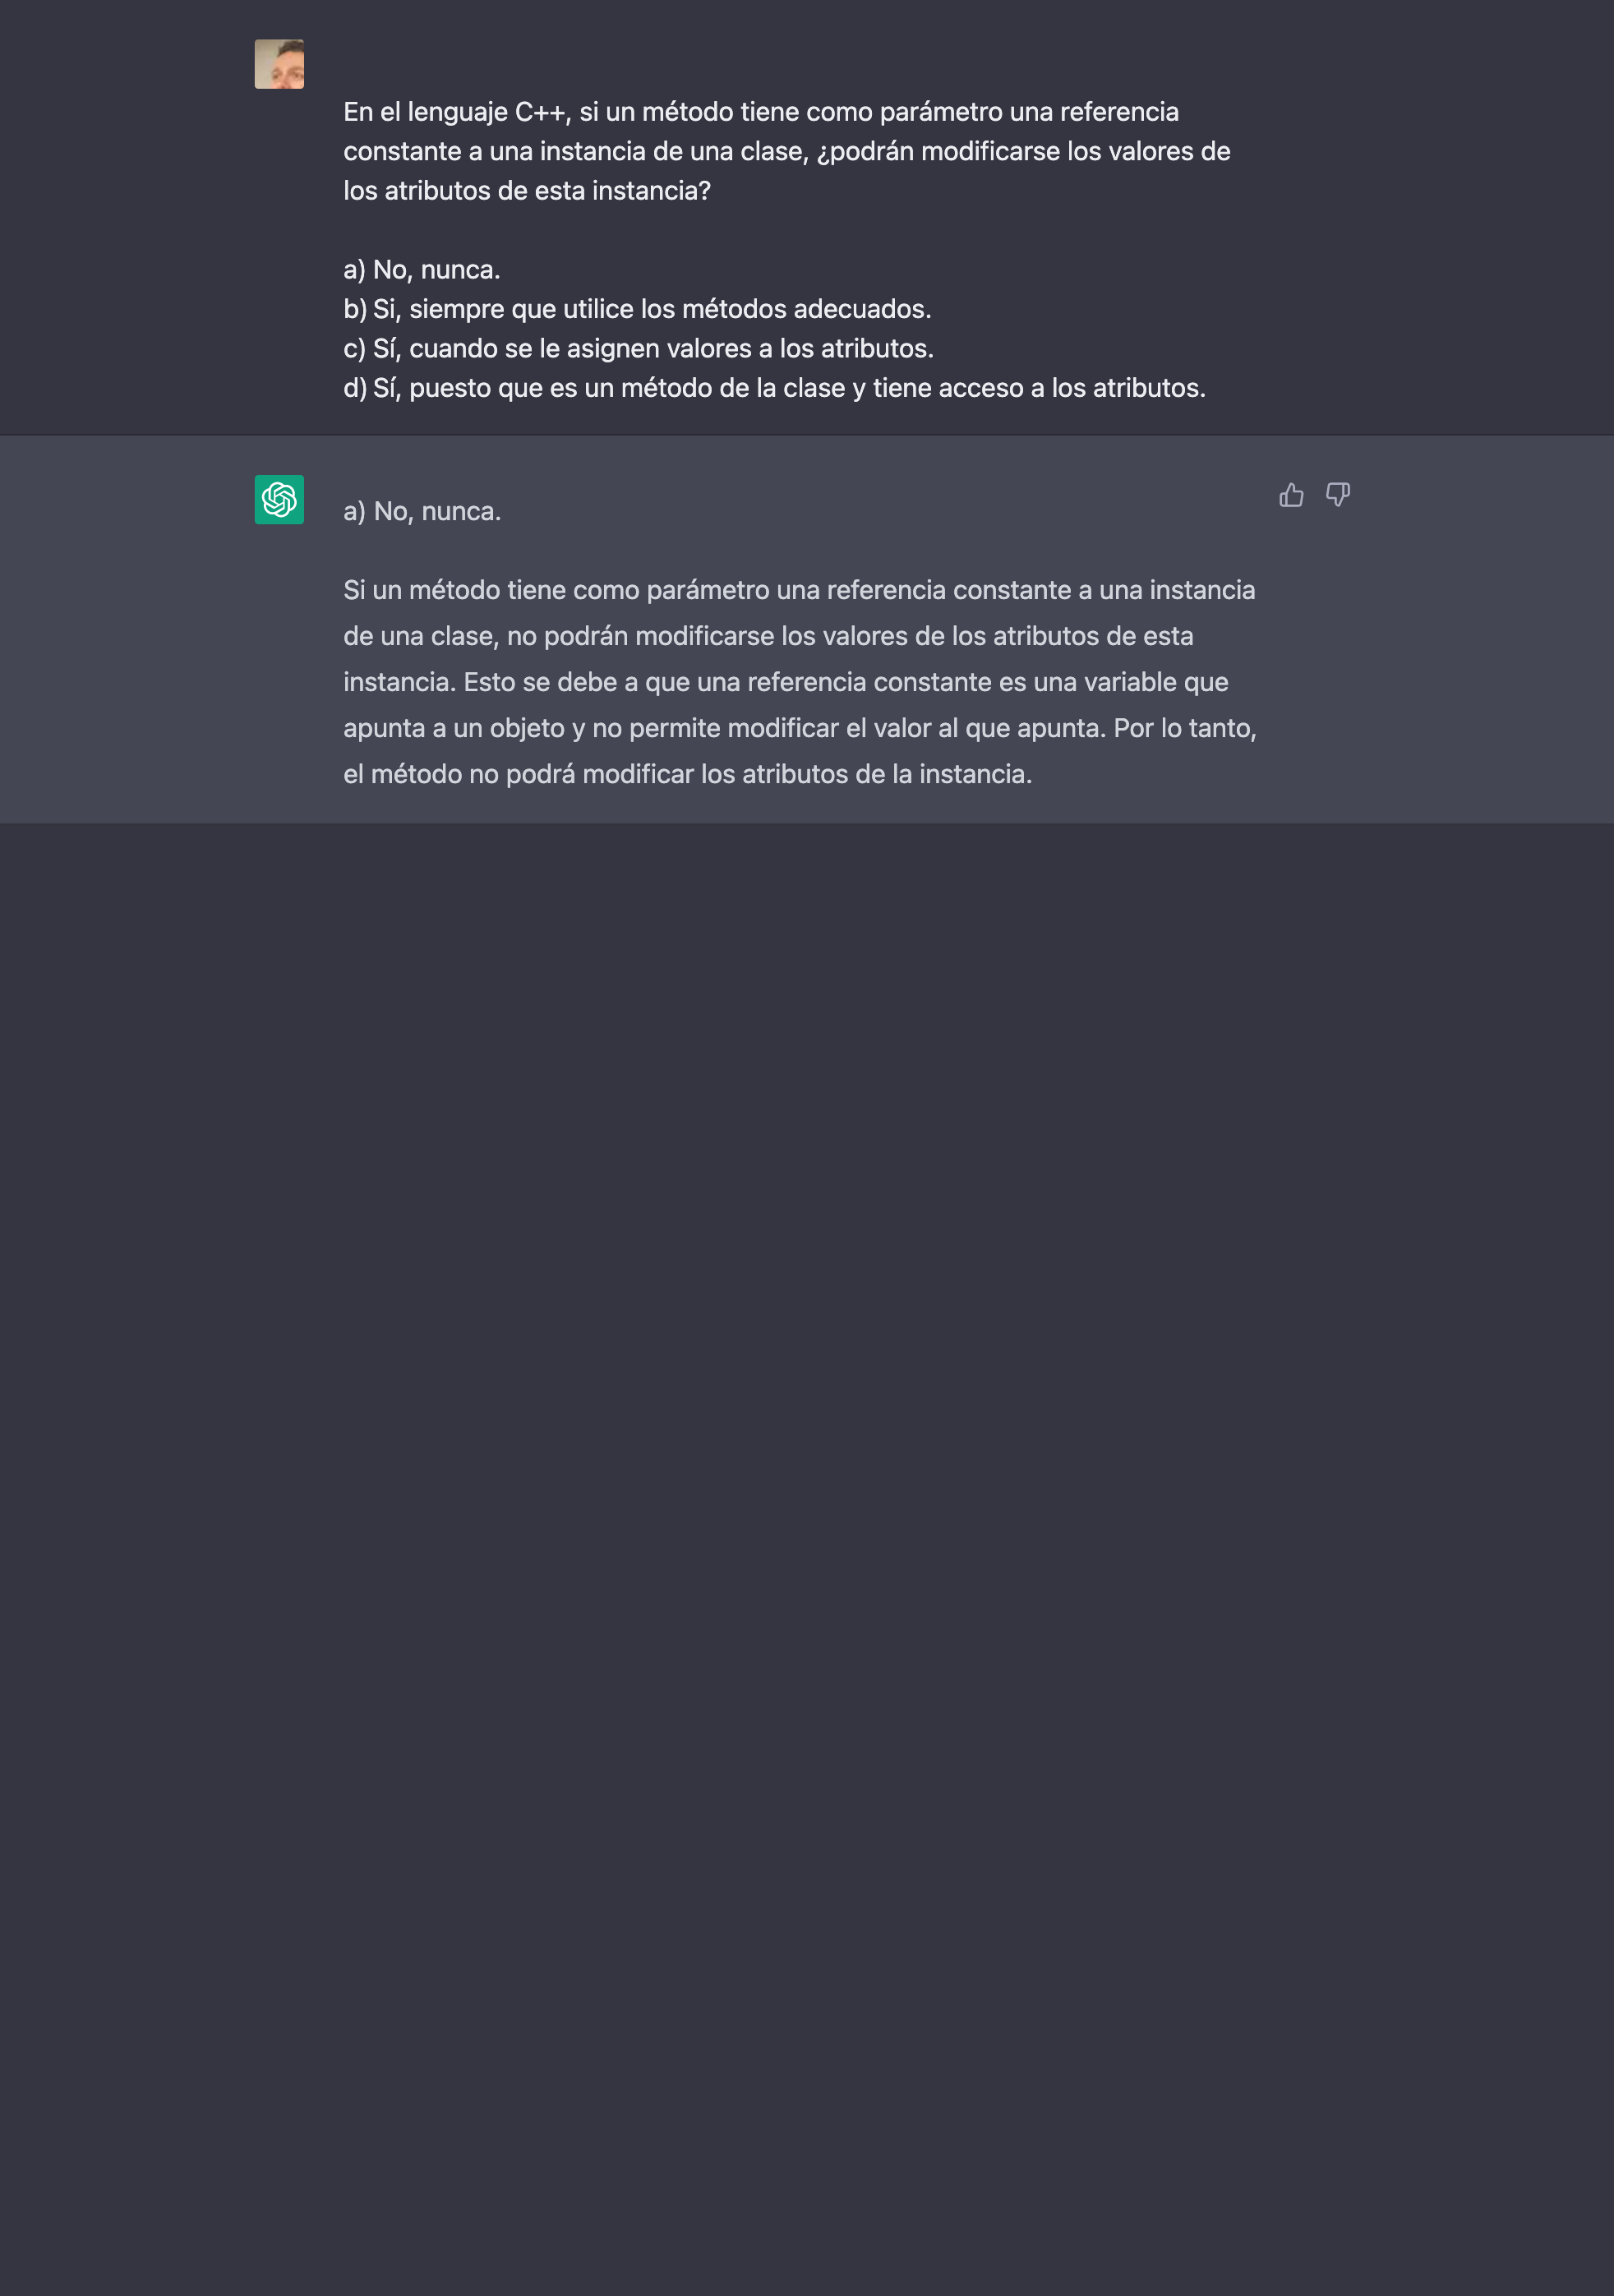 En el lenguaje C++, si un método tiene como parámetro una referencia
constante a una instancia de una clase, ¿podrán modificarse los valores de
los atributos de esta instancia?
a) No, nunca.
b) Si, siempre que utilice los métodos adecuados.
c) Sí, cuando se le asignen valores a los atributos.
d) Sí, puesto que es un método de la clase y tiene acceso a los atributos.
a) No, nunca.
Si un método tiene como parámetro una referencia constante a una instancia
de una clase, no podrán modificarse los valores de los atributos de esta
instancia. Esto se debe a que una referencia constante es una variable que
apunta a un objeto y no permite modificar el valor al que apunta. Por lo tanto,
el método no podrá modificar los atributos de la instancia.